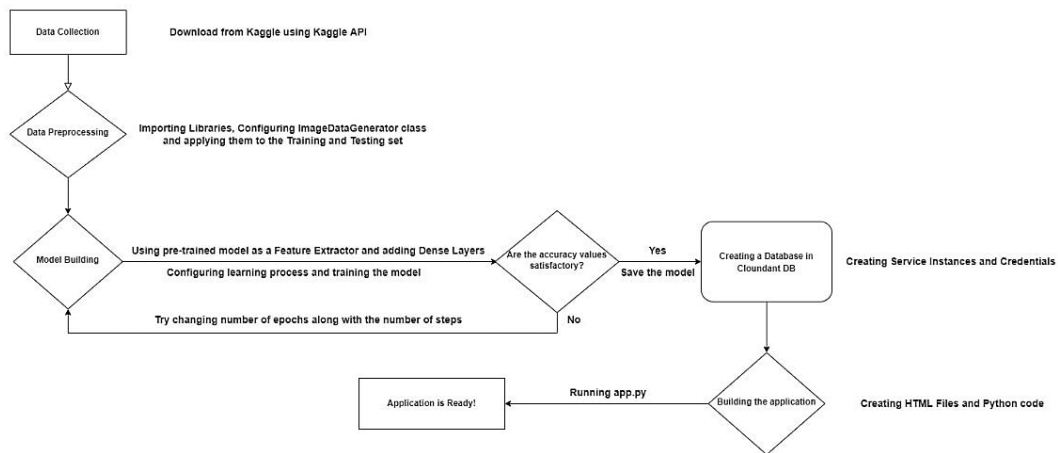 Data Collection
Download from Kaggle using Kaggle API
Data Preprocessing
Importing Libraries, Configuring ImageDataGenerator class
and applying them to the Training and Testing set
Model Building
Using pre-trained model as a Feature Extractor and adding Dense Layers
Configuring learning process and training the model
Are the accuracy values
satisfactory?
Yes
Save the model
Creating a Database in
Cloundant DB
Creating Service Instances and Credentials
Try changing number of epochs along with the number of steps
No
Application is Ready!
Running app.py
Building the application
Creating HTML Files and Python code